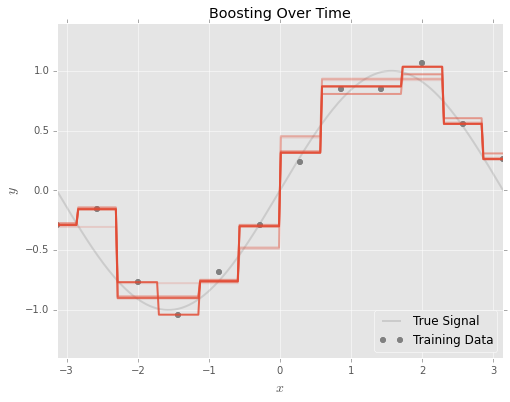 Boosting Over Time
y
1.0
0.5
0.0
−0.5
−1.0
True Signal
Training Data
−3 −2 −1 0 1 2 3
x